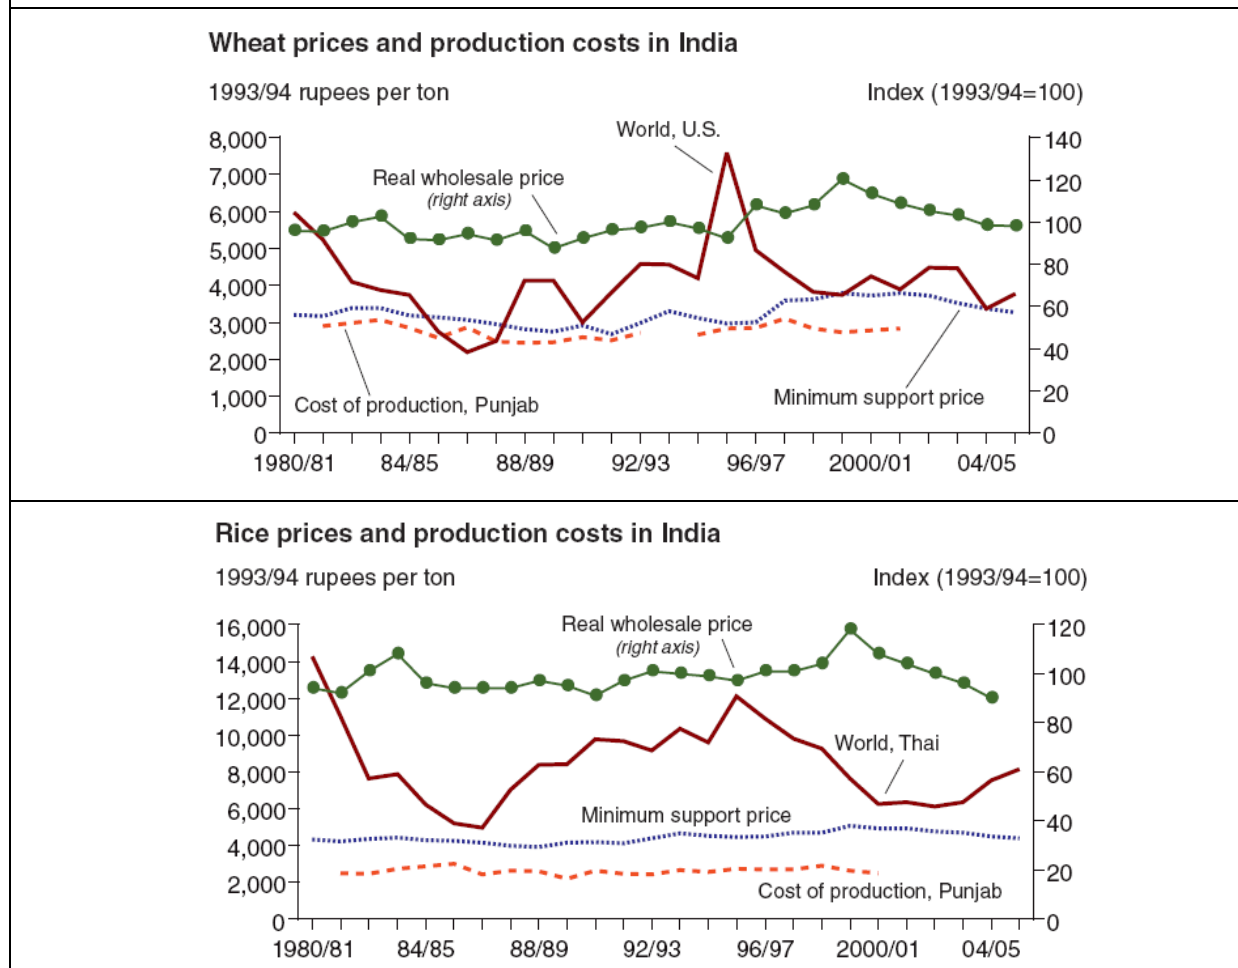 Wheat prices and production costs in India
1993/94 rupees per ton
Index (1993/94=100)
World, U.S.
8,000
140
7,000
Real wholesale price
120
(right axis)
6,000
100
5,000
80
4,000
60
3,000
40
2,000
Minimum support price
20
1,000
Cost of production, Punjab
0
0
1980/81 84/85 88/89 92/93 96/97 2000/01 04/05
Rice prices and production costs in India
1993/94 rupees per ton
Index (1993/94=100)
Real wholesale price
16,000
120
(right axis)
14,000
100
12,000
80
10,000
World, Thai
8,000
60
Minimum support price
6,000
40
4,000
20
2,000
Cost of production, Punjab
0
0
1980/81 84/85 88/89 92/93 96/97 2000/01 04/05